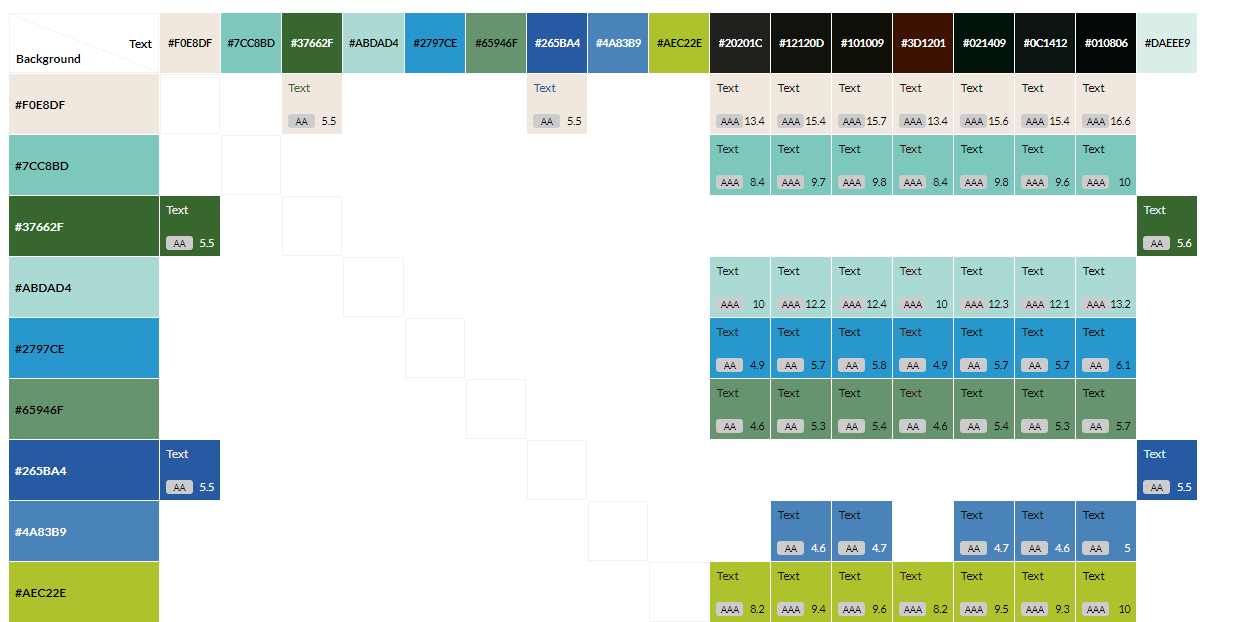 Text #F0E8DF #7CC8BD #37662F #ABDAD4 #2797CE #65946F #265BA4 #4A83B9 #AEC22E #20201C #12120D #101009 #3D1201 #021409 #0C1412 #010806 #DAEEE9
Background
Text Text Text Text Text Text Text Text Text
#F0E8DF
AA 5.5 AA 5.5 AAA 13.4 AAA 15.4 AAA 15.7 AAA 13.4 AAA 15.6 AAA 15.4 AAA 16.6
Text Text Text Text Text Text Text
#7CC8BD
AAA 8.4 AAA 9.7 AAA 9.8 AAA 8.4 AAA 9.8 AAA 9.6 AAA 10
Text Text
#37662F
AA 5.5 AA 5.6
Text Text Text Text Text Text Text
#ABDAD4
AAA 10 AAA 12.2 AAA 12.4 AAA 10 AAA 12.3 AAA 12.1 AAA 13.2
Text Text Text Text Text Text Text
#2797CE
AA 4.9 AA 5.7 AA 5.8 AA 4.9 AA 5.7 AA 5.7 AA 6.1
Text Text Text Text Text Text Text
#65946F
AA 4.6 AA 5.3 AA 5.4 AA 4.6 AA 5.4 AA 5.3 AA 5.7
Text Text
#265BA4
AA 5.5 AA 5.5
Text Text Text Text Text
#4A83B9
AA 4.6 AA 4.7 AA 4.7 AA 4.6 AA 5
Text Text Text Text Text Text Text
#AEC22E
AAA 8.2 AAA 9.4 AAA 9.6 AAA 8.2 AAA 9.5 AAA 9.3 AAA 10